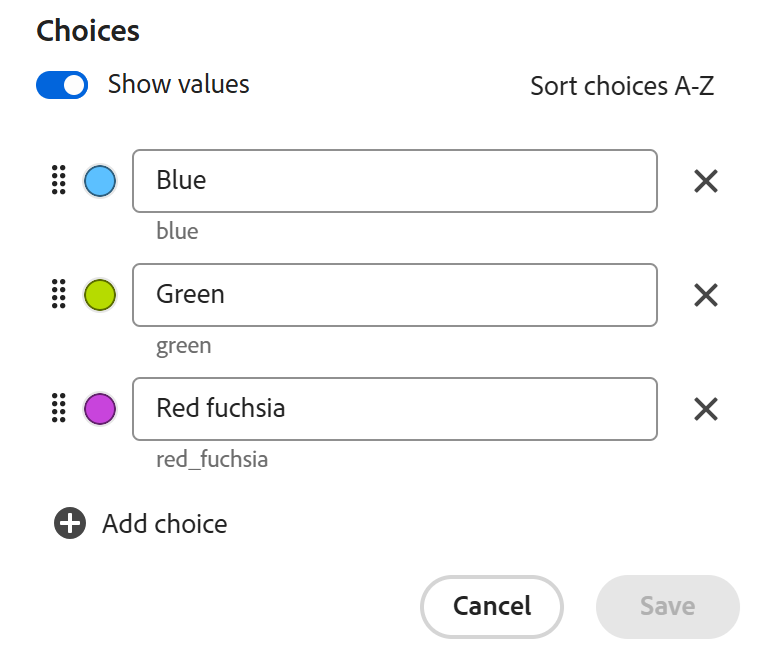 Choices
Show values
Sort choices A-Z
Blue
blue
Green
green
Red fuchsia
red_fuchsia
Add choice
Cancel
Save